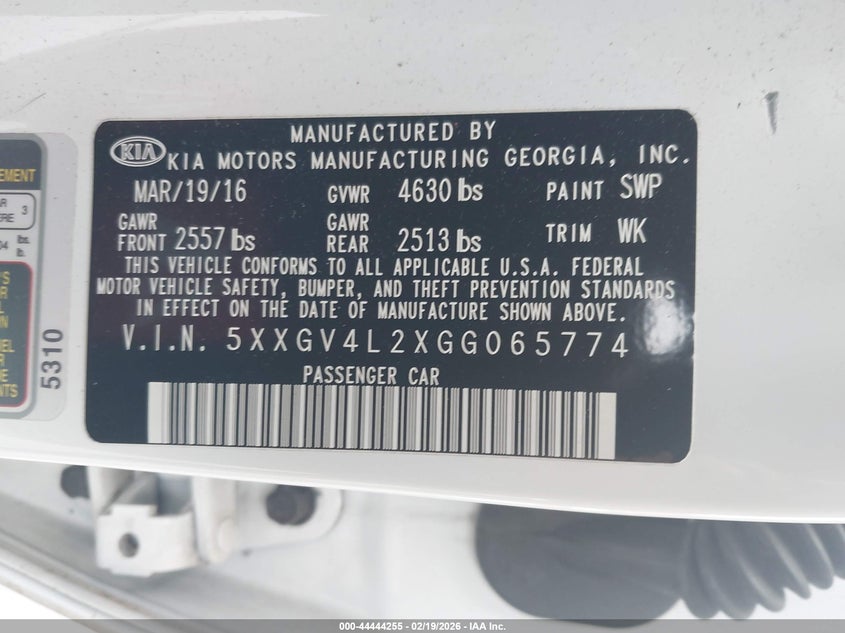 MANUFACTURED BY
KIA KIA MOTORS MANUFACTURING GEORGIA, INC.
MAR/19/16 GVWR 4630 lbs PAINT SWP
GAWR FRONT 2557 lbs GAWR REAR 2513 lbs TRIM WK
THIS VEHICLE CONFORMS TO ALL APPLICABLE U.S.A. FEDERAL
MOTOR VEHICLE SAFETY, BUMPER, AND THEFT PREVENTION STANDARDS
IN EFFECT ON THE DATE OF MANUFACTURE SHOWN ABOVE.
V.I.N. 5XXGV4L2XGG065774
PASSENGER CAR
5310
000-44444255 - 02/19/2026 - IAA Inc.